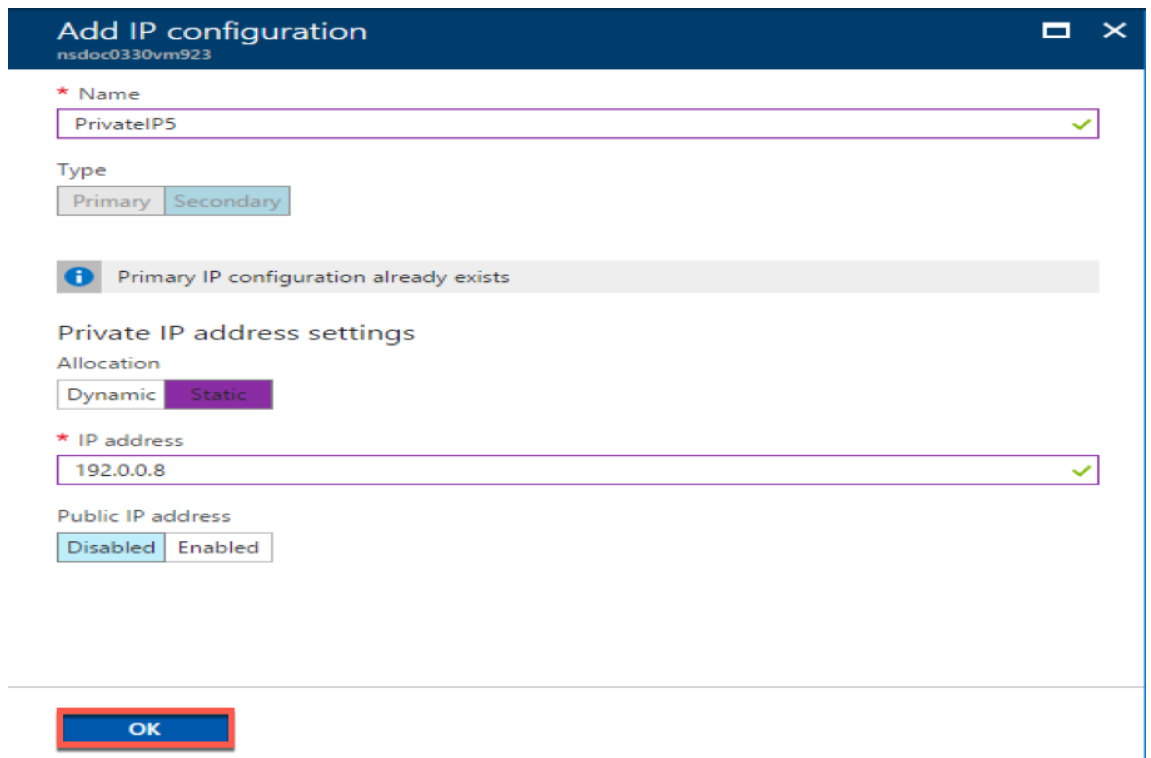 Add IP configuration
nsdoc0330vm923
* Name
PrivateIP5
Type
Primary Secondary
Primary IP configuration already exists
Private IP address settings
Allocation
Dynamic Static
* IP address
192.0.0.8
Public IP address
Disabled Enabled
OK